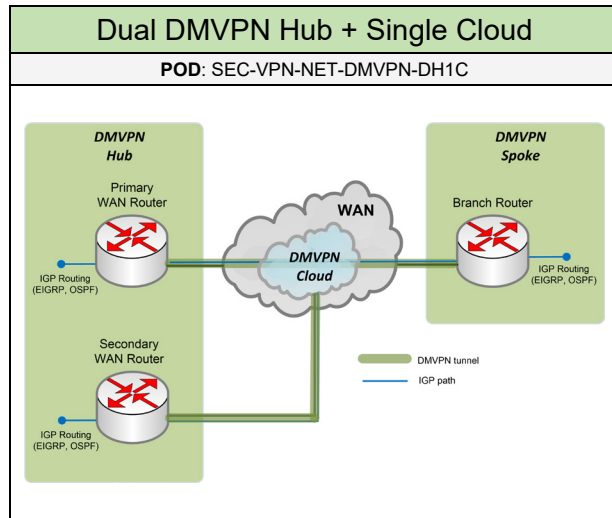 Dual DMVPN Hub + Single Cloud
POD: SEC-VPN-NET-DMVPN-DH1C
DMVPN
Hub
Primary
WAN Router
IGP Routing
(EIGRP, OSPF)
Secondary
WAN Router
IGP Routing
(EIGRP, OSPF)
WAN
DMVPN
Cloud
DMVPN
Spoke
Branch Router
IGP Routing
(EIGRP, OSPF)
DMVPN tunnel
IGP path